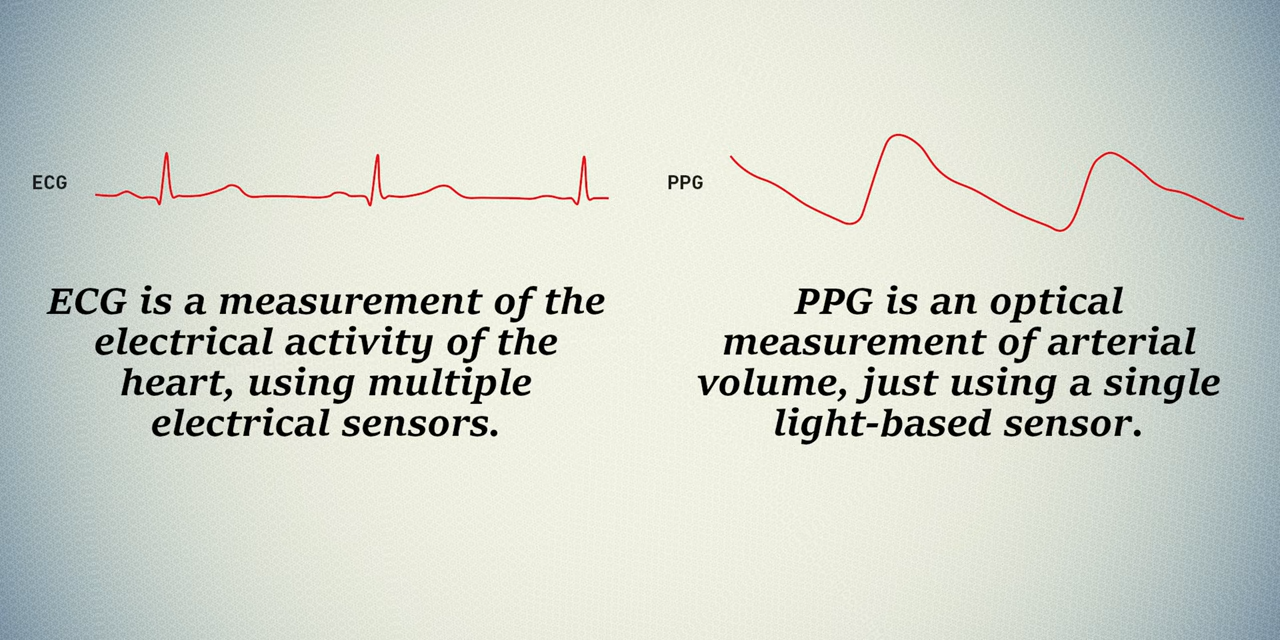 ECG
ECG is a measurement of the
electrical activity of the
heart, using multiple
electrical sensors.
PPG
PPG is an optical
measurement of arterial
volume, just using a single
light-based sensor.